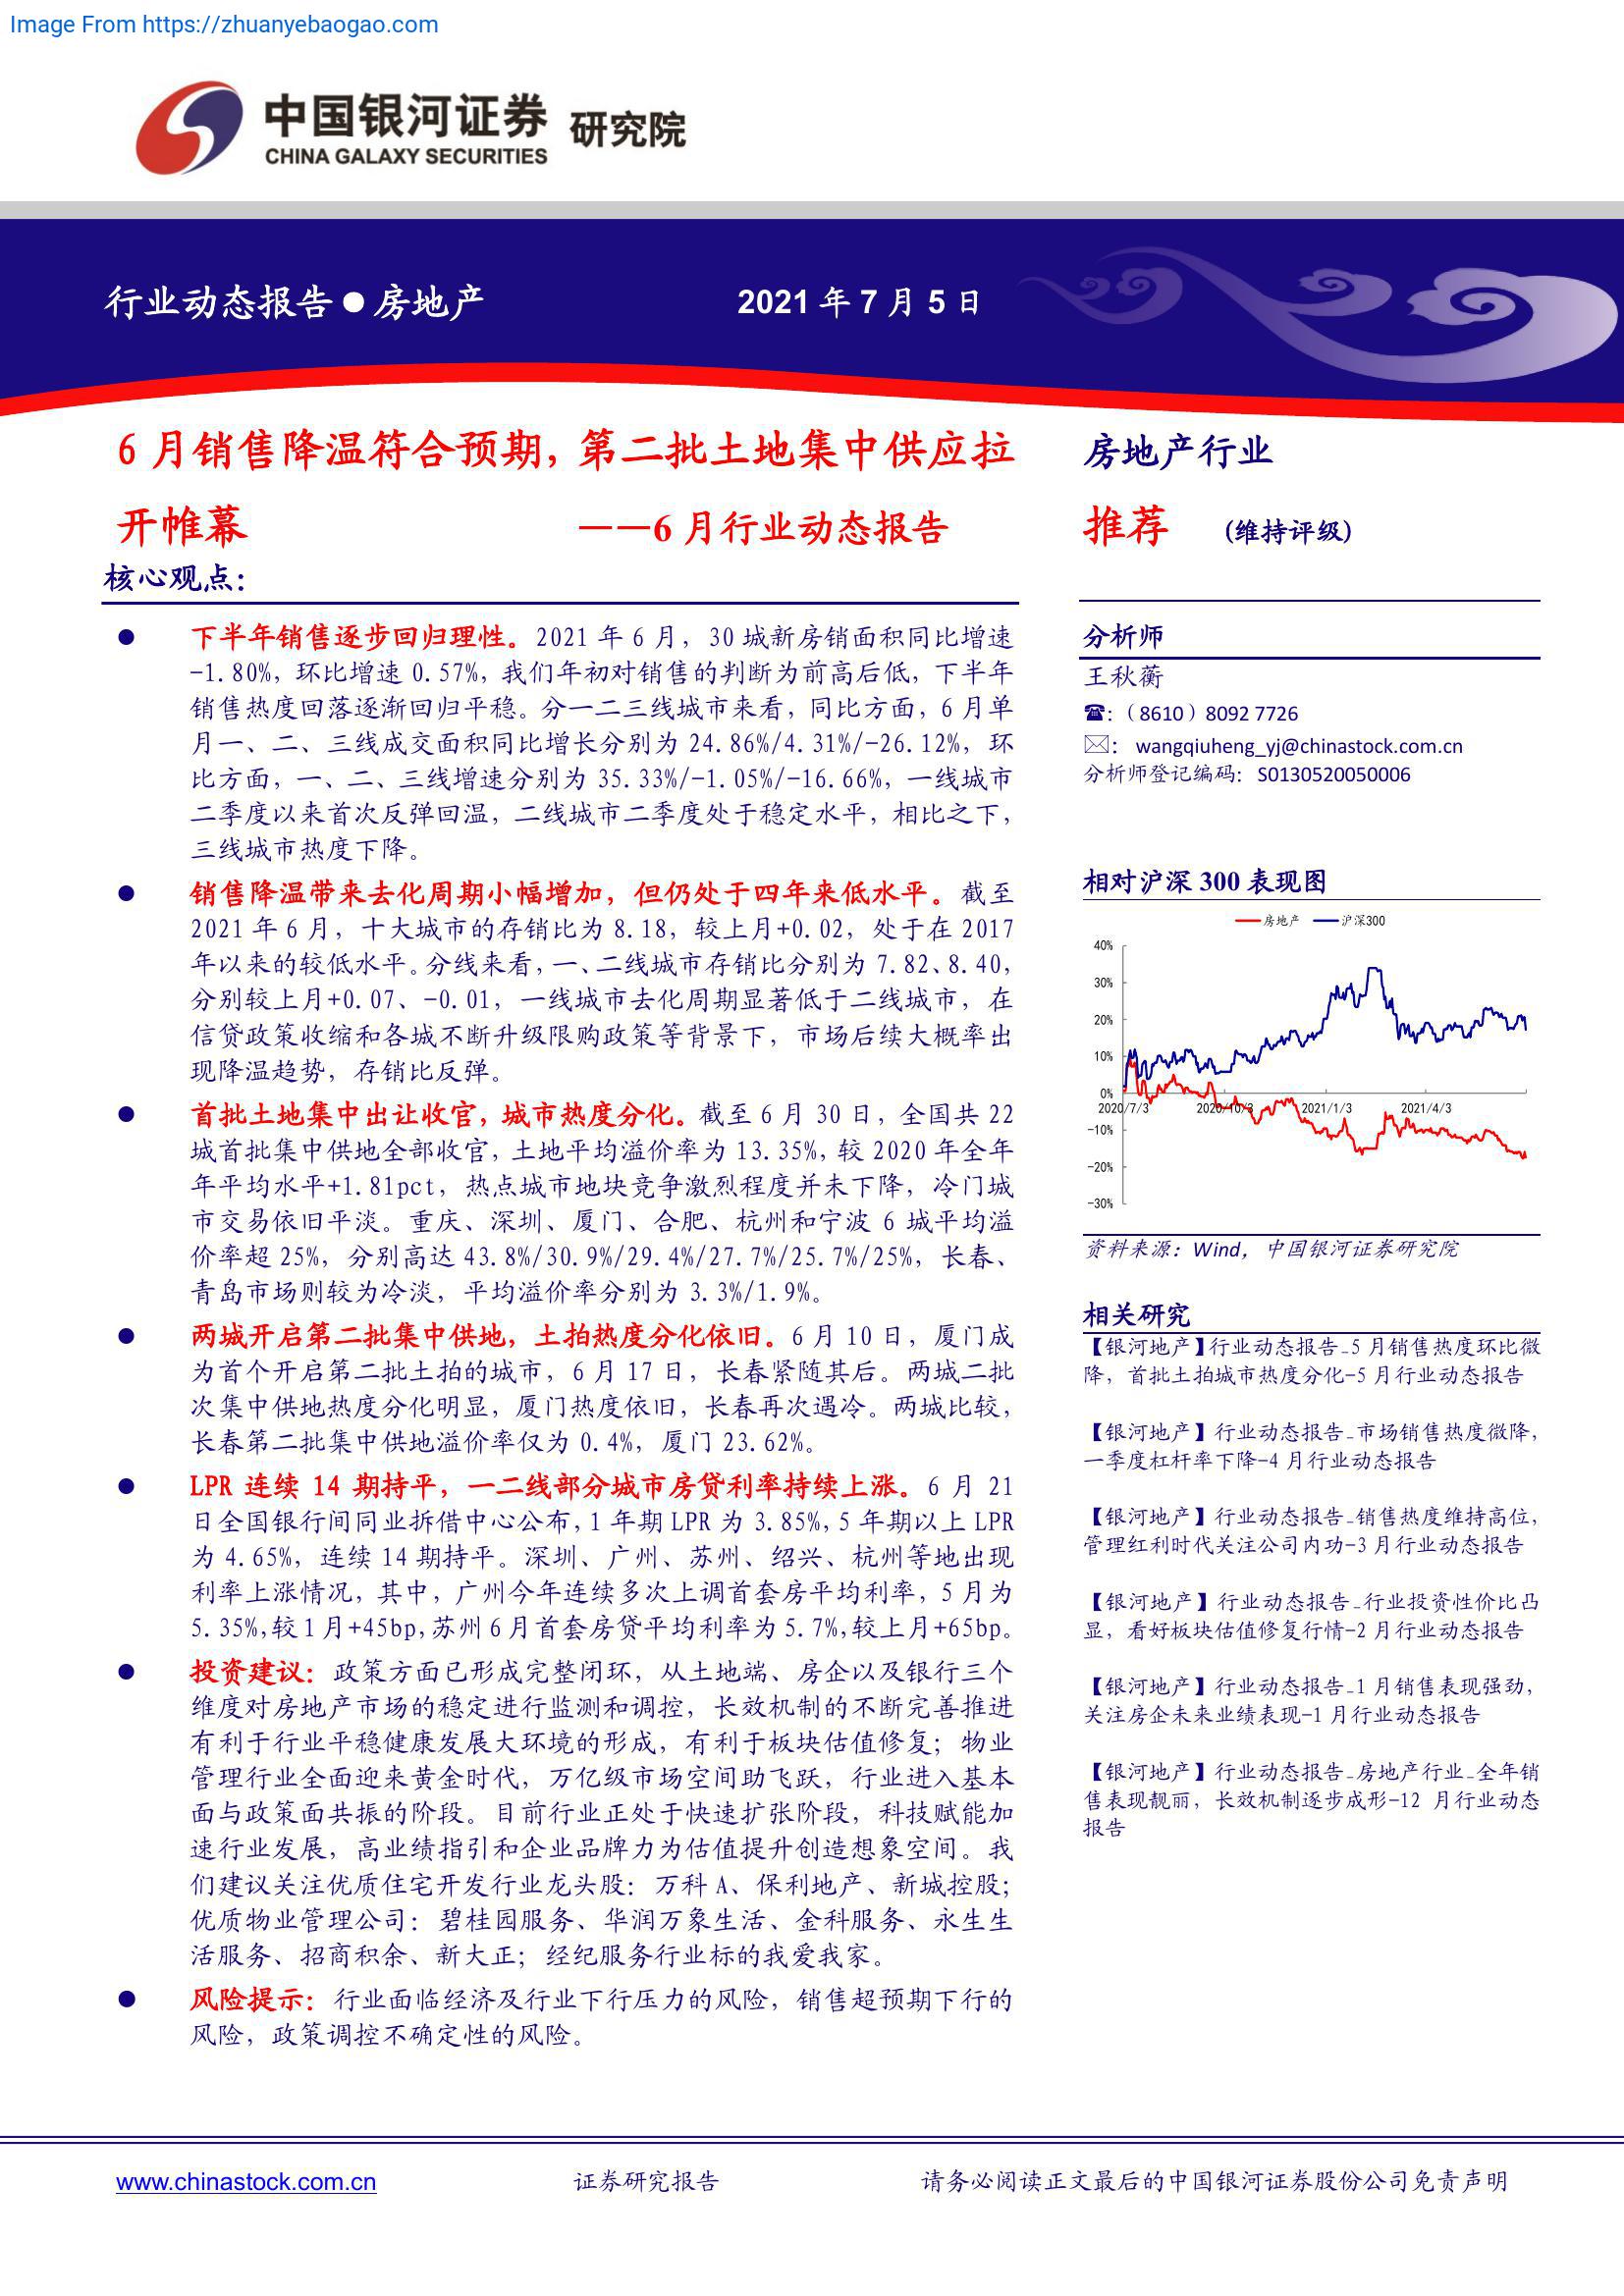 Image From https://zhuanyebaogao.com
中国银河证券 研究院
CHINA GALAXY SECURITIES
行业动态报告●房地产
2021 年 7 月 5 日
6 月销售降温符合预期，第二批土地集中供应拉
开帷幕 ——6 月行业动态报告
核心观点：
● 下半年销售逐步回归理性。2021 年 6 月，30 城新房销面积同比增速
-1.80%，环比增速 0.57%，我们年初对销售的判断为前高后低，下半年
销售热度回落逐渐回归平稳。分一二三线城市来看，同比方面，6 月单
月一、二、三线成交面积同比增长分别为 24.86%/4.31%/-26.12%，环
比方面，一、二、三线增速分别为 35.33%/-1.05%/-16.66%，一线城市
二季度以来首次反弹回温，二线城市二季度处于稳定水平，相比之下，
三线城市热度下降。
● 销售降温带来去化周期小幅增加，但仍处于四年来低水平。截至
2021 年 6 月，十大城市的存销比为 8.18，较上月+0.02，处于在 2017
年以来的较低水平。分线来看，一、二线城市存销比分别为 7.82、8.40，
分别较上月+0.07、-0.01，一线城市去化周期显著低于二线城市，在
信贷政策收缩和各城不断升级限购政策等背景下，市场后续大概率出
现降温趋势，存销比反弹。
● 首批土地集中出让收官，城市热度分化。截至 6 月 30 日，全国共 22
城首批集中供地全部收官，土地平均溢价率为 13.35%，较 2020 年全年
年平均水平+1.81pct，热点城市地块竞争激烈程度并未下降，冷门城
市交易依旧平淡。重庆、深圳、厦门、合肥、杭州和宁波 6 城平均溢
价率超 25%，分别高达 43.8%/30.9%/29.4%/27.7%/25.7%/25%，长春、
青岛市场则较为冷淡，平均溢价率分别为 3.3%/1.9%。
● 两城开启第二批集中供地，土拍热度分化依旧。6 月 10 日，厦门成
为首个开启第二批土拍的城市，6 月 17 日，长春紧随其后。两城二批
次集中供地热度分化明显，厦门热度依旧，长春再次遇冷。两城比较，
长春第二批集中供地溢价率仅为 0.4%，厦门 23.62%。
● LPR 连续 14 期持平，一二线部分城市房贷利率持续上涨。6 月 21
日全国银行间同业拆借中心公布，1 年期 LPR 为 3.85%，5 年期以上 LPR
为 4.65%，连续 14 期持平。深圳、广州、苏州、绍兴、杭州等地出现
利率上涨情况，其中，广州今年连续多次上调首套房平均利率，5 月为
5.35%，较 1 月+45bp，苏州 6 月首套房贷平均利率为 5.7%，较上月+65bp。
● 投资建议：政策方面已形成完整闭环，从土地端、房企以及银行三个
维度对房地产市场的稳定进行监测和调控，长效机制的不断完善推进
有利于行业平稳健康发展大环境的形成，有利于板块估值修复；物业
管理行业全面迎来黄金时代，万亿级市场空间助飞跃，行业进入基本
面与政策面共振的阶段。目前行业正处于快速扩张阶段，科技赋能加
速行业发展，高业绩指引和企业品牌力为估值提升创造想象空间。我
们建议关注优质住宅开发行业龙头股：万科 A、保利地产、新城控股；
优质物业管理公司：碧桂园服务、华润万象生活、金科服务、永生生
活服务、招商积余、新大正；经纪服务行业标的我爱我家。
● 风险提示：行业面临经济及行业下行压力的风险，销售超预期下行的
风险，政策调控不确定性的风险。
房地产行业
推荐 (维持评级)
分析师
王秋蘅
☎:（8610）8092 7726
✉: wangqiuheng_yj@chinastock.com.cn
分析师登记编码：S0130520050006
相对沪深 300 表现图
房地产 沪深300
40%
30%
20%
10%
0%
2020/7/3 2020/10/3 2021/1/3 2021/4/3
-10%
-20%
-30%
资料来源：Wind，中国银河证券研究院
相关研究
【银河地产】行业动态报告_5 月销售热度环比微
降，首批土拍城市热度分化-5 月行业动态报告
【银河地产】行业动态报告_市场销售热度微降，
一季度杠杆率下降-4 月行业动态报告
【银河地产】行业动态报告_销售热度维持高位，
管理红利时代关注公司内功-3 月行业动态报告
【银河地产】行业动态报告_行业投资性价比凸
显，看好板块估值修复行情-2 月行业动态报告
【银河地产】行业动态报告_1 月销售表现强劲，
关注房企未来业绩表现-1 月行业动态报告
【银河地产】行业动态报告_房地产行业_全年销
售表现靓丽，长效机制逐步成形-12 月行业动态
报告
www.chinastock.com.cn
证券研究报告
请务必阅读正文最后的中国银河证券股份公司免责声明